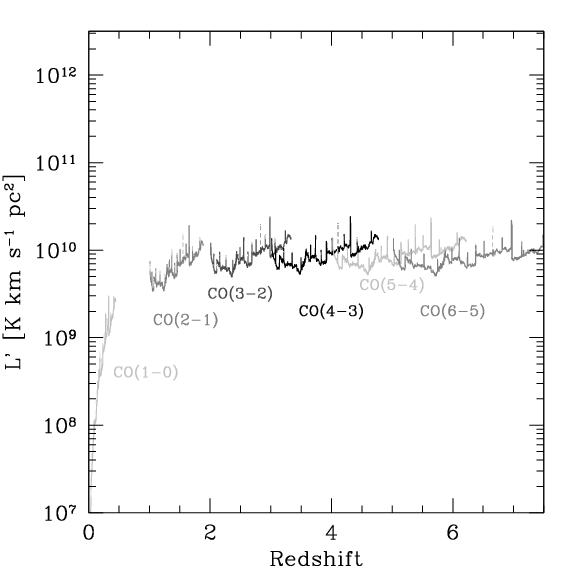 10¹²
10¹¹
10¹⁰
10⁹
10⁸
10⁷
L' [K km s⁻¹ pc²]
CO(1−0)
CO(2−1)
CO(3−2)
CO(4−3)
CO(5−4)
CO(6−5)
0 2 4 6
Redshift